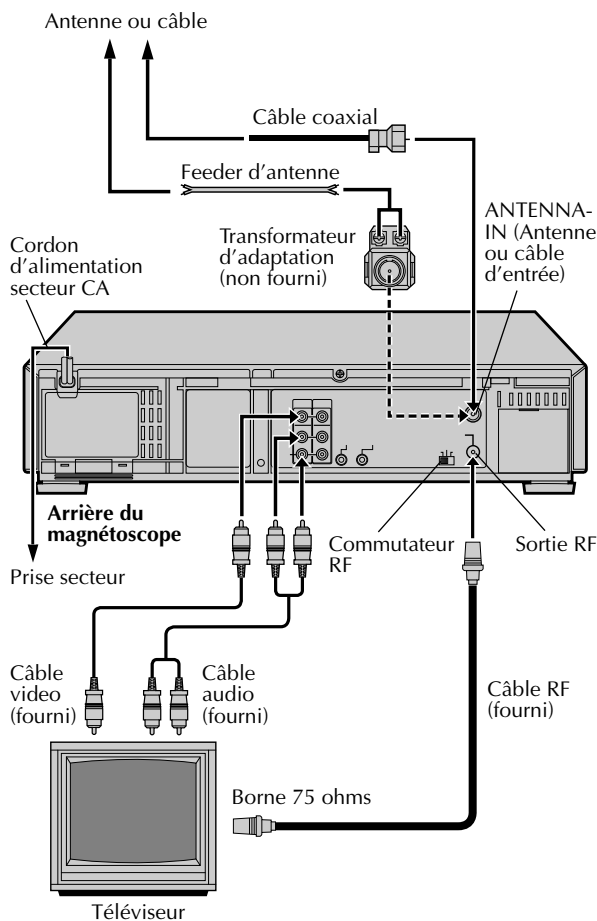 Antenne ou câble
Câble coaxial
Feeder d'antenne
Transformateur
d'adaptation
(non fourni)
ANTENNA-
IN (Antenne
ou câble
d'entrée)
Cordon
d'alimentation
secteur CA
Arrière du
magnétoscope
Prise secteur
Commutateur
RF
Sortie RF
Câble
video
(fourni)
Câble
audio
(fourni)
Câble RF
(fourni)
Borne 75 ohms
Téléviseur